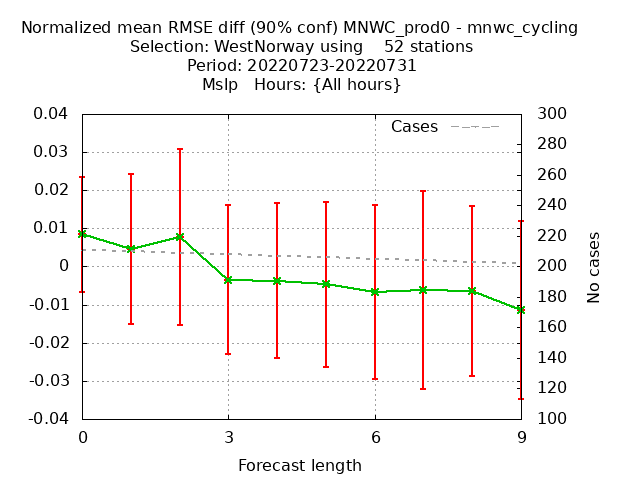 Normalized mean RMSE diff (90% conf) MNWC_prod0 - mnwc_cycling
Selection: WestNorway using    52 stations
Period: 20220723-20220731
Mslp   Hours: {All hours}
0.04
0.03
0.02
0.01
0
-0.01
-0.02
-0.03
-0.04
Cases
300
280
260
240
220
200
180
160
140
120
100
No cases
0 3 6 9
Forecast length